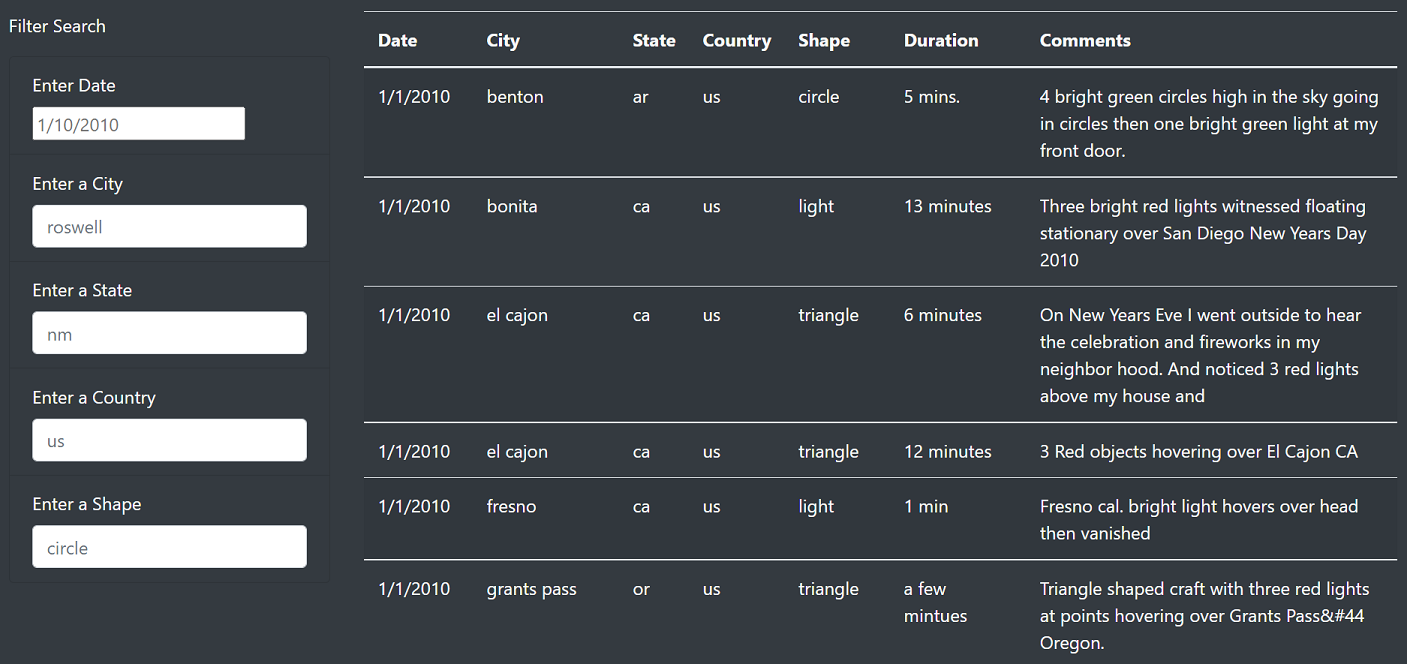 Filter Search
Enter Date
1/10/2010
Enter a City
roswell
Enter a State
nm
Enter a Country
us
Enter a Shape
circle
Date City State Country Shape Duration Comments
1/1/2010 benton ar us circle 5 mins. 4 bright green circles high in the sky going
in circles then one bright green light at my
front door.
1/1/2010 bonita ca us light 13 minutes Three bright red lights witnessed floating
stationary over San Diego New Years Day
2010
1/1/2010 el cajon ca us triangle 6 minutes On New Years Eve I went outside to hear
the celebration and fireworks in my
neighbor hood. And noticed 3 red lights
above my house and
1/1/2010 el cajon ca us triangle 12 minutes 3 Red objects hovering over El Cajon CA
1/1/2010 fresno ca us light 1 min Fresno cal. bright light hovers over head
then vanished
1/1/2010 grants pass or us triangle a few Triangle shaped craft with three red lights
mintues at points hovering over Grants Pass&#44
Oregon.